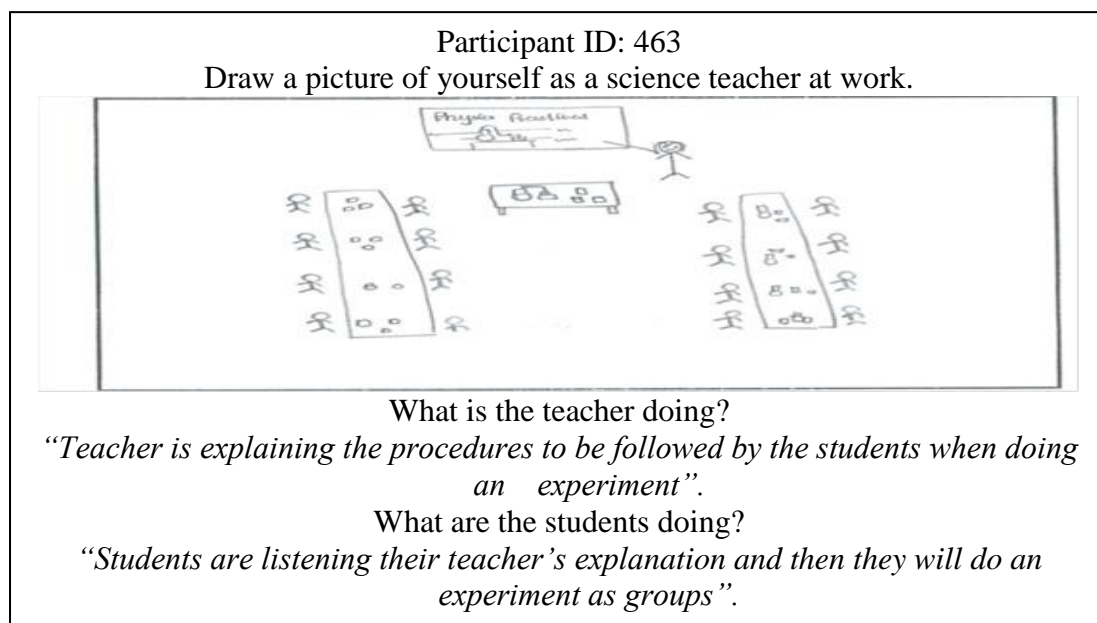 Participant ID: 463
Draw a picture of yourself as a science teacher at work.
Physics Practical
What is the teacher doing?
“Teacher is explaining the procedures to be followed by the students when doing
an experiment”.
What are the students doing?
“Students are listening their teacher’s explanation and then they will do an
experiment as groups”.